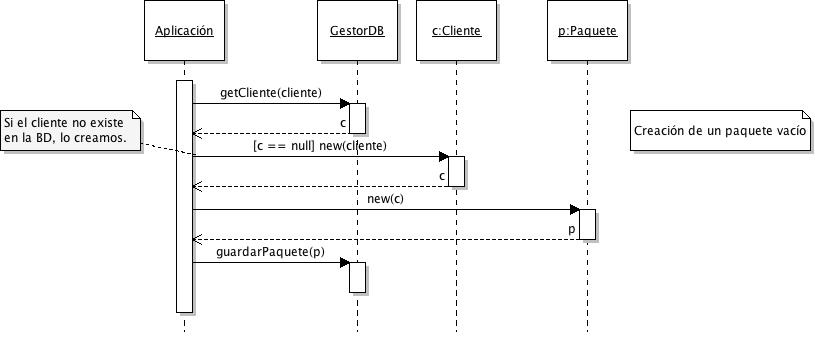 Aplicación
GestorDB
c:Cliente
p:Paquete
getCliente(cliente)
c
Si el cliente no existe
en la BD, lo creamos.
Creación de un paquete vacío
[c == null] new(cliente)
c
new(c)
p
guardarPaquete(p)